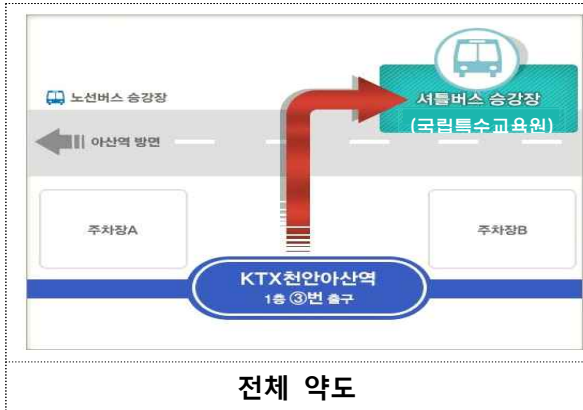 노선버스 승강장
셔틀버스 승강장
(국립특수교육원)
아산역 방면
주차장A
주차장B
KTX천안아산역
1층 ③번 출구
전체 약도